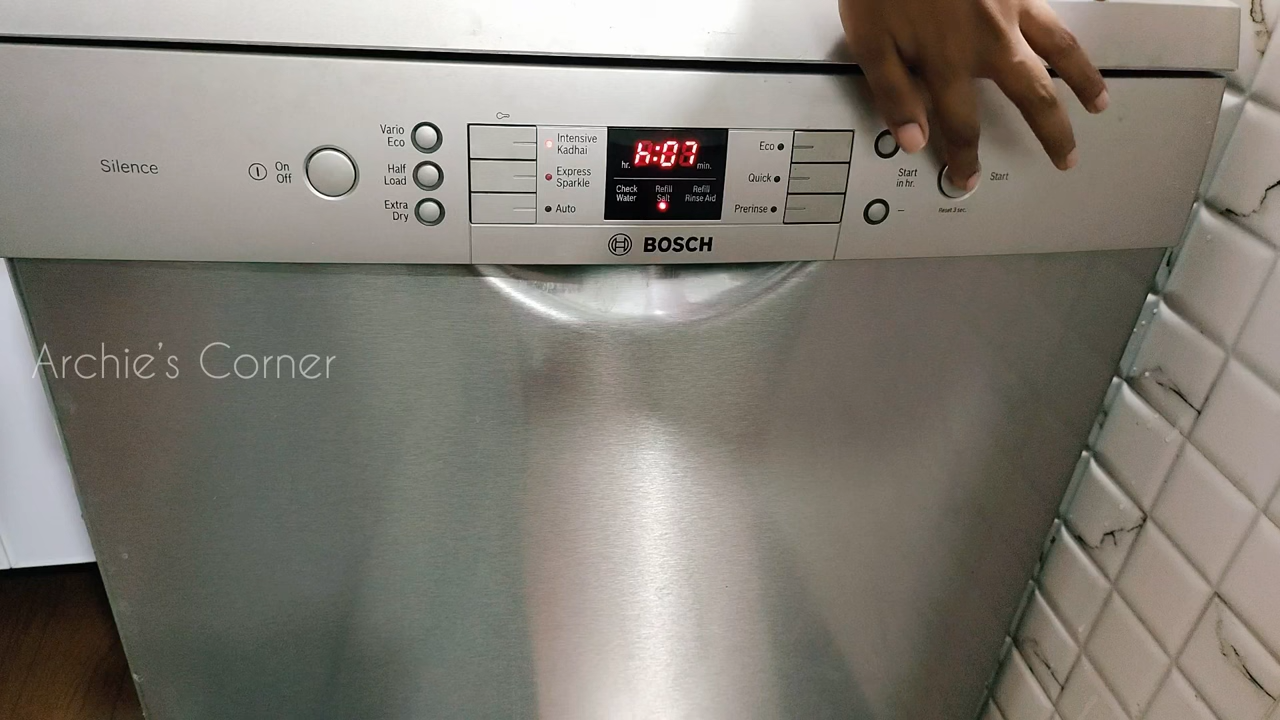 Silence
On
Off
Vario
Eco
Half
Load
Extra
Dry
Intensive
Kadhai
Express
Sparkle
Auto
hr.
h:07
min.
Check
Water
Refill
Salt
Refill
Rinse Aid
Eco
Quick
Prerinse
Start
in hr.
Start
Reset 3 sec.
BOSCH
Archie's Corner